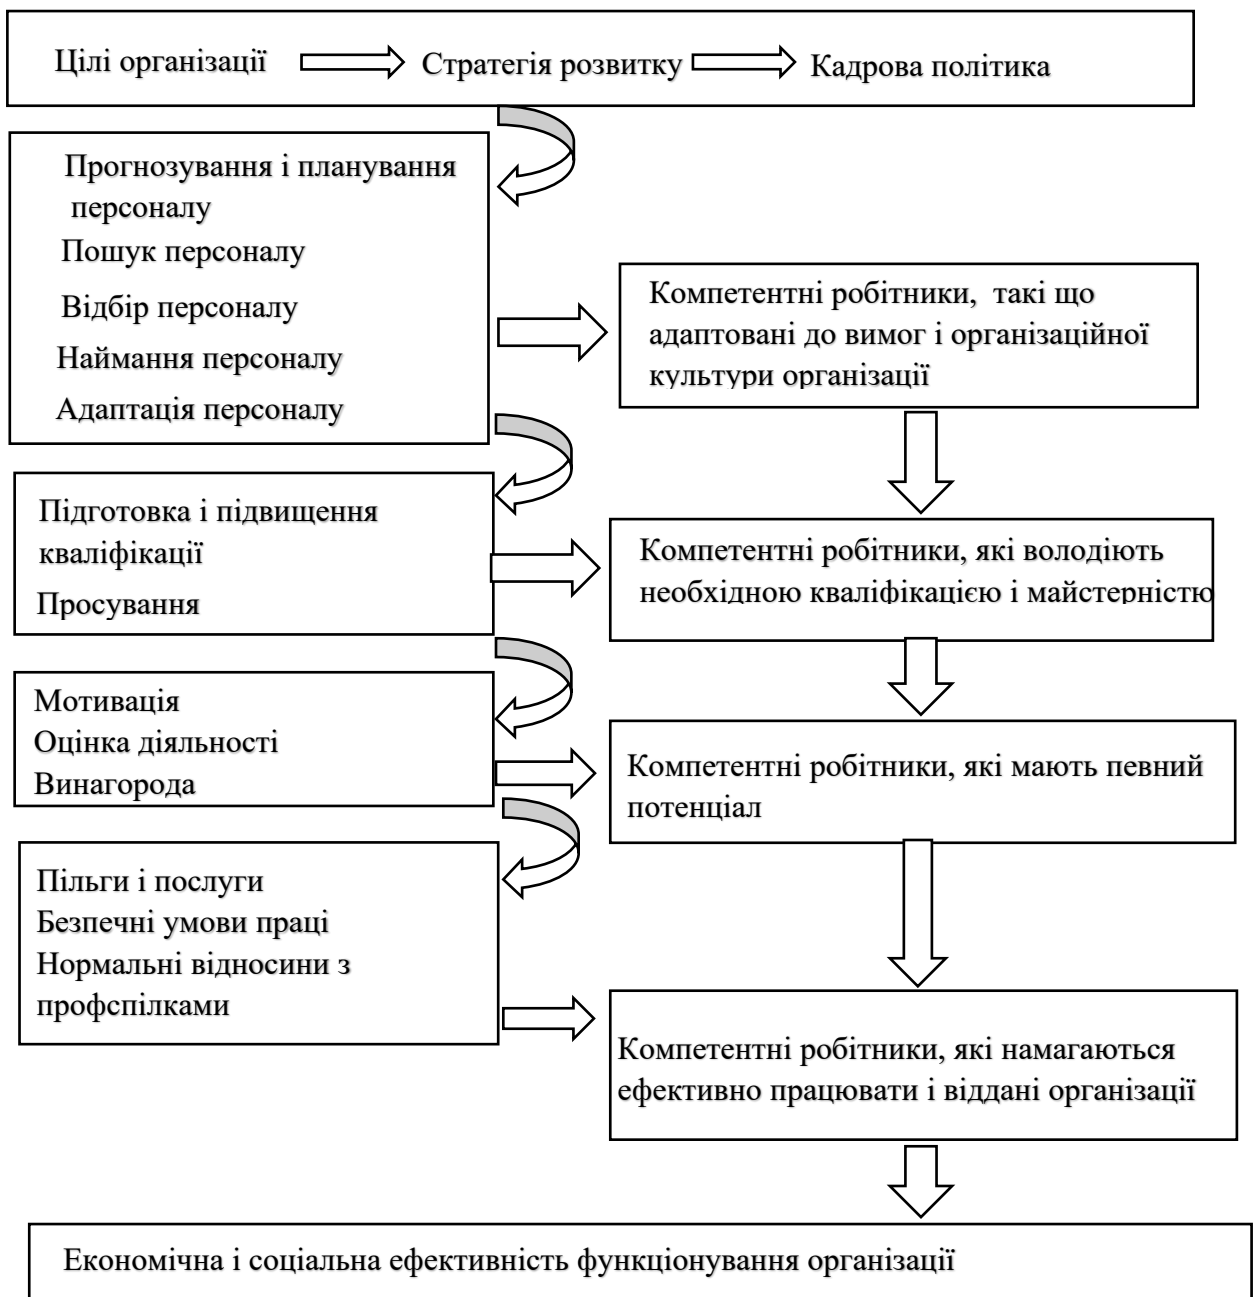 Цілі організації
Стратегія розвитку
Кадрова політика
Прогнозування і планування
персоналу
Пошук персоналу
Відбір персоналу
Наймання персоналу
Адаптація персоналу
Компетентні робітники, такі що
адаптовані до вимог і організаційної
культури організації
Підготовка і підвищення
кваліфікації
Просування
Компетентні робітники, які володіють
необхідною кваліфікацією і майстерністю
Мотивація
Оцінка діяльності
Винагорода
Компетентні робітники, які мають певний
потенціал
Пільги і послуги
Безпечні умови праці
Нормальні відносини з
профспілками
Компетентні робітники, які намагаються
ефективно працювати і віддані організації
Економічна і соціальна ефективність функціонування організації